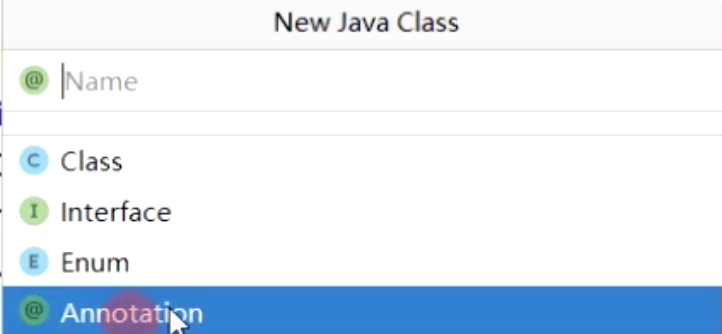 New Java Class
@ Name
C Class
I Interface
E Enum
@ Annotation